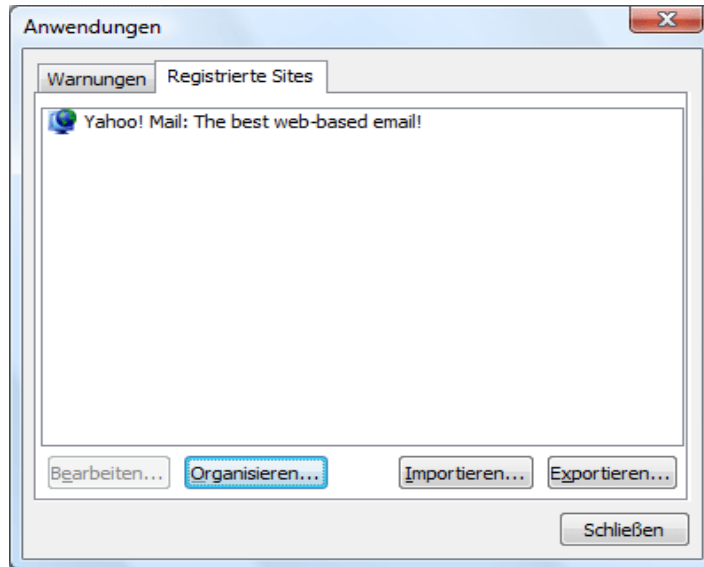 Anwendungen
Warnungen Registrierte Sites
Yahoo! Mail: The best web-based email!
Bearbeiten... Organisieren... Importieren... Exportieren...
Schließen